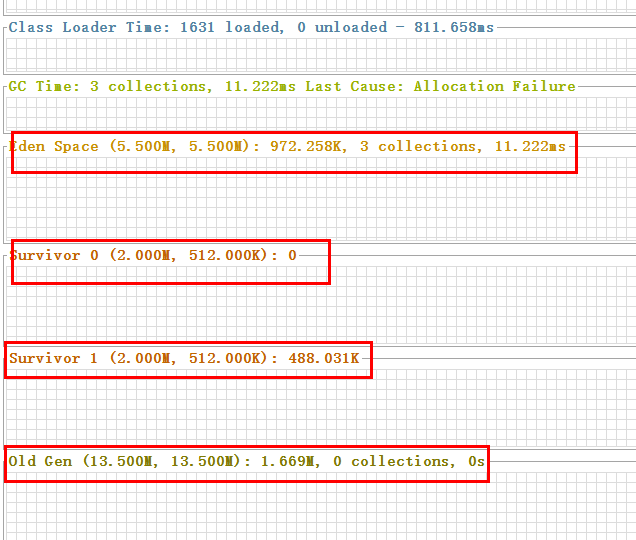 Class Loader Time: 1631 loaded, 0 unloaded - 811.658ms
GC Time: 3 collections, 11.222ms Last Cause: Allocation Failure
Eden Space (5.500M, 5.500M): 972.258K, 3 collections, 11.222ms
Survivor 0 (2.000M, 512.000K): 0
Survivor 1 (2.000M, 512.000K): 488.031K
Old Gen (13.500M, 13.500M): 1.669M, 0 collections, 0s